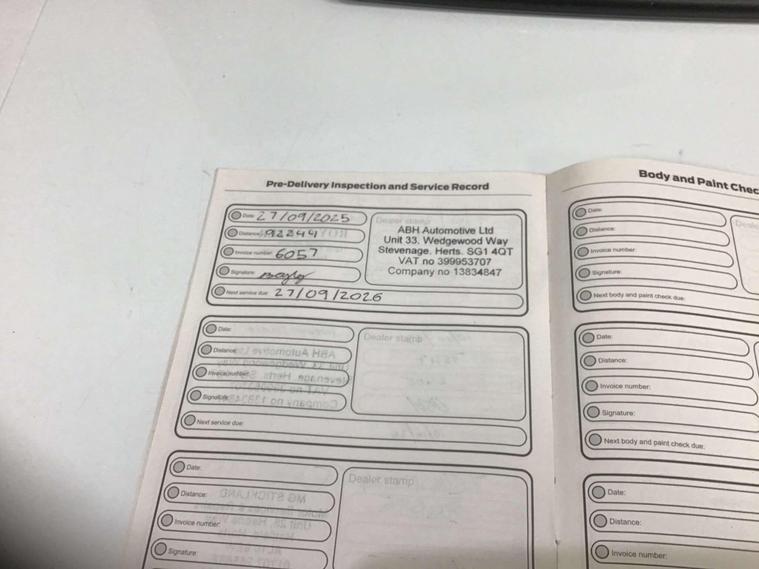 Pre-Delivery Inspection and Service Record
Date: 27/09/2025
Distance: 92244
Invoice number: 6057
Signature:
Next service due: 27/09/2026
Dealer stamp
ABH Automotive Ltd
Unit 33, Wedgewood Way
Stevenage. Herts. SG1 4QT
VAT no 399953707
Company no 13834847
Date:
Distance:
Invoice number:
Signature:
Next service due:
Dealer stamp
Date:
Distance:
Invoice number:
Signature:
Dealer stamp
Body and Paint Chec
Date:
Distance:
Invoice number:
Signature:
Next body and paint check due:
Date:
Distance:
Invoice number:
Signature:
Next body and paint check due:
Date:
Distance:
Invoice number: